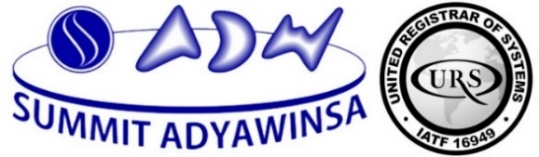 ADW
SUMMIT ADYAWINSA
UNITED REGISTRAR OF SYSTEMS
URS
• IATF 16949 •